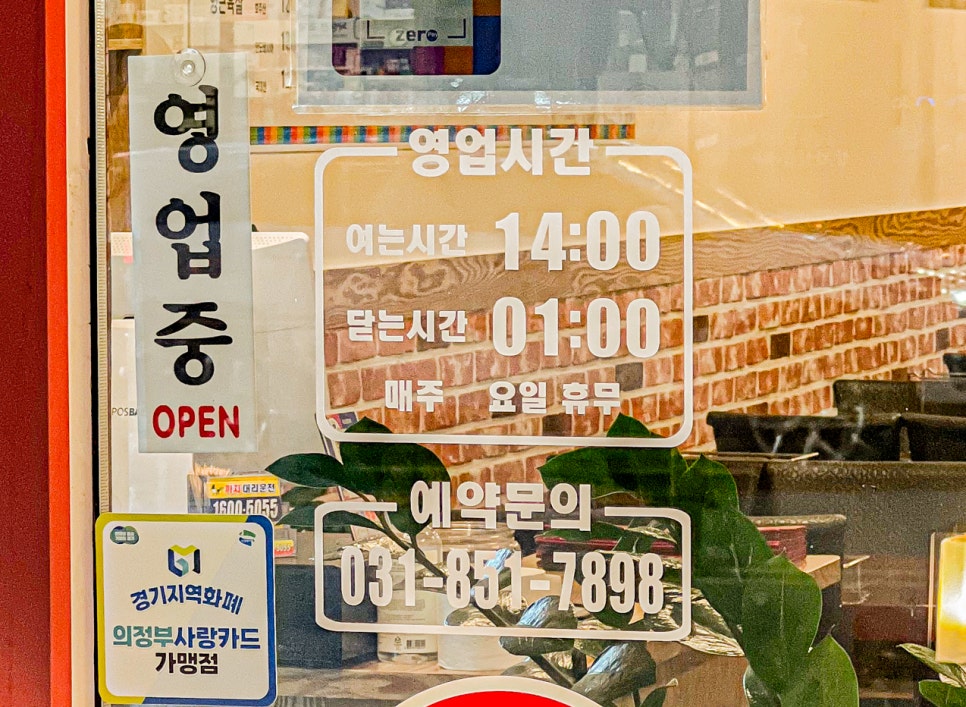 zero
영업중
OPEN
영업시간
여는시간 14:00
닫는시간 01:00
매주 요일 휴무
예약문의
031-851-7898
대리운전
1600-5055
경기지역화폐
의정부사랑카드
가맹점